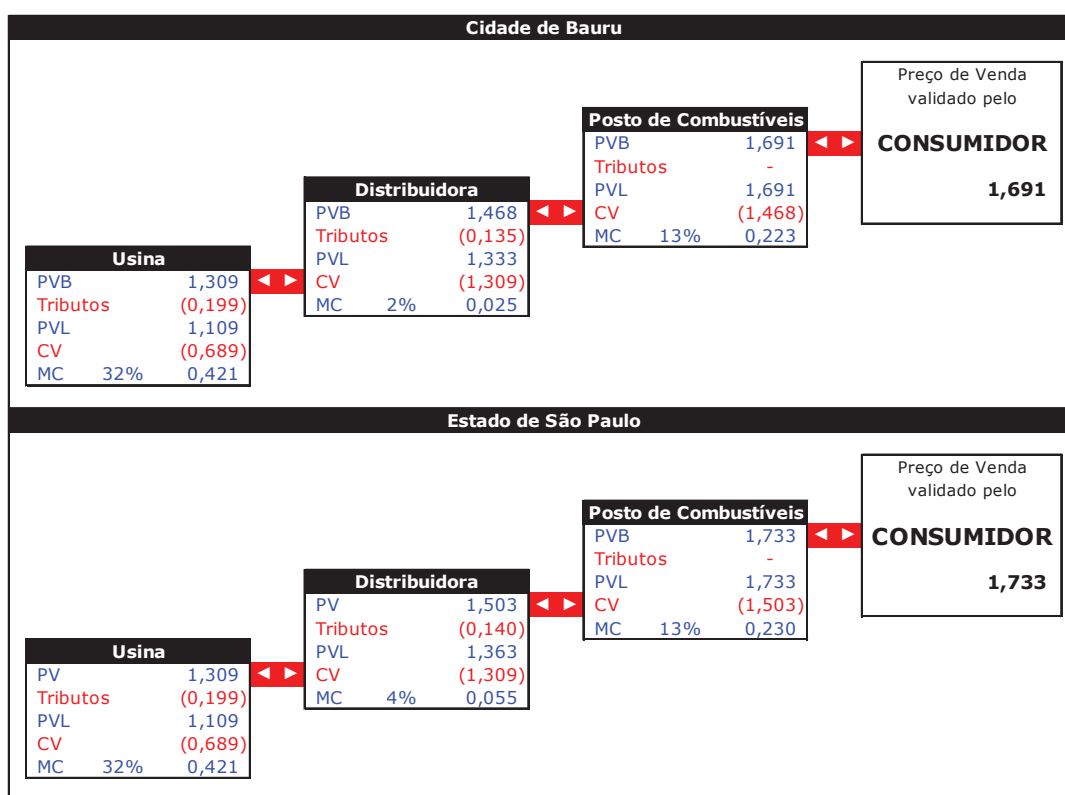 Cidade de Bauru
Usina
PVB 1,309
Tributos (0,199)
PVL 1,109
CV (0,689)
MC 32% 0,421
◄ ►
Distribuidora
PVB 1,468
Tributos (0,135)
PVL 1,333
CV (1,309)
MC 2% 0,025
◄ ►
Posto de Combustíveis
PVB 1,691
Tributos -
PVL 1,691
CV (1,468)
MC 13% 0,223
◄ ►
Preço de Venda
validado pelo
CONSUMIDOR
1,691
Estado de São Paulo
Usina
PV 1,309
Tributos (0,199)
PVL 1,109
CV (0,689)
MC 32% 0,421
◄ ►
Distribuidora
PV 1,503
Tributos (0,140)
PVL 1,363
CV (1,309)
MC 4% 0,055
◄ ►
Posto de Combustíveis
PVB 1,733
Tributos -
PVL 1,733
CV (1,503)
MC 13% 0,230
◄ ►
Preço de Venda
validado pelo
CONSUMIDOR
1,733